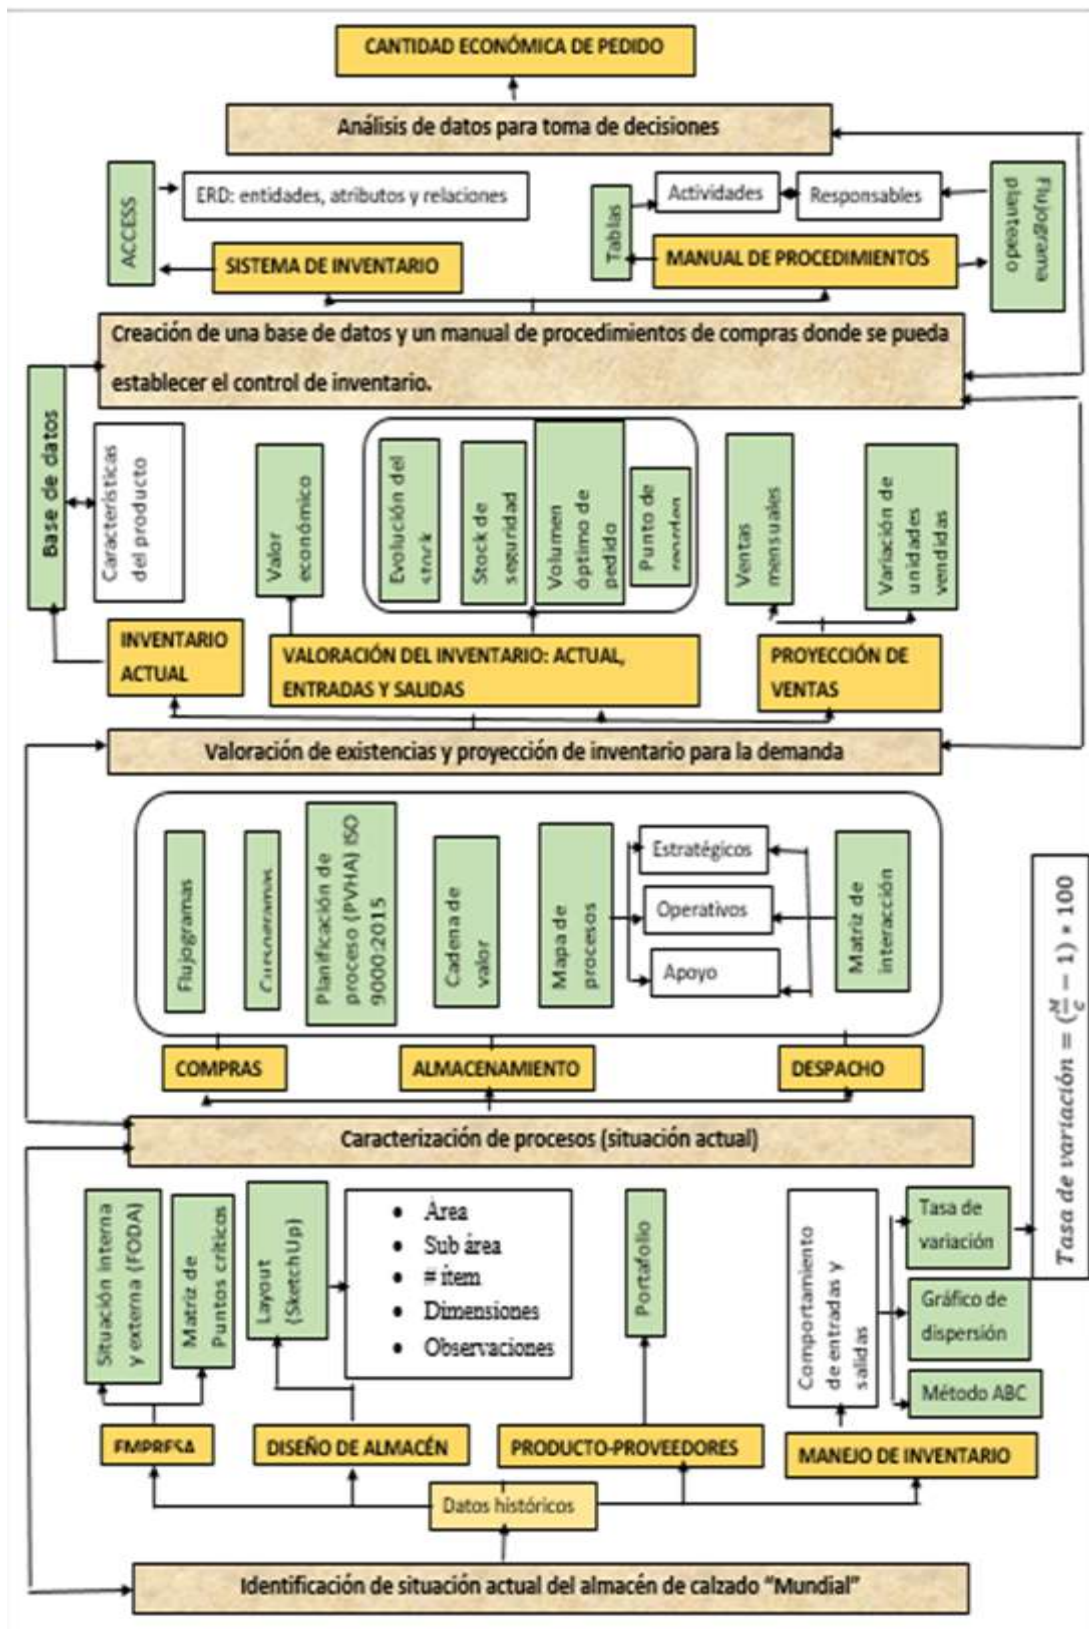 CANTIDAD ECONÓMICA DE PEDIDO
Análisis de datos para toma de decisiones
ACCESS
ERD: entidades, atributos y relaciones
SISTEMA DE INVENTARIO
Tablas
Actividades
Responsables
MANUAL DE PROCEDIMIENTOS
Flujograma
planteado
Creación de una base de datos y un manual de procedimientos de compras donde se pueda
establecer el control de inventario.
Base de datos
Características
del producto
Valor
económico
Evolución del
stock
Stock de
seguridad
Volumen
óptimo de
pedido
Punto de
Ventas
mensuales
Variación de
unidades
vendidas
INVENTARIO
ACTUAL
VALORACIÓN DEL INVENTARIO: ACTUAL,
ENTRADAS Y SALIDAS
PROYECCIÓN DE
VENTAS
Valoración de existencias y proyección de inventario para la demanda
Flujogramas
Planificación de
proceso (PVHA) ISO
9000:2015
Cadena de
valor
Mapa de
procesos
Estratégicos
Operativos
Apoyo
Matriz de
interacción
COMPRAS
ALMACENAMIENTO
DESPACHO
Caracterización de procesos (situación actual)
Situación interna
y externa (FODA)
Matriz de
Puntos críticos
Layout
(SketchUp)
• Área
• Sub área
• # ítem
• Dimensiones
• Observaciones
Portafolio
Comportamiento
de entradas y
salidas
Tasa de
variación
Gráfico de
dispersión
Método ABC
Tasa de variación = (M/C − 1) * 100
EMPRESA
DISEÑO DE ALMACÉN
PRODUCTO-PROVEEDORES
MANEJO DE INVENTARIO
Datos históricos
Identificación de situación actual del almacén de calzado “Mundial”